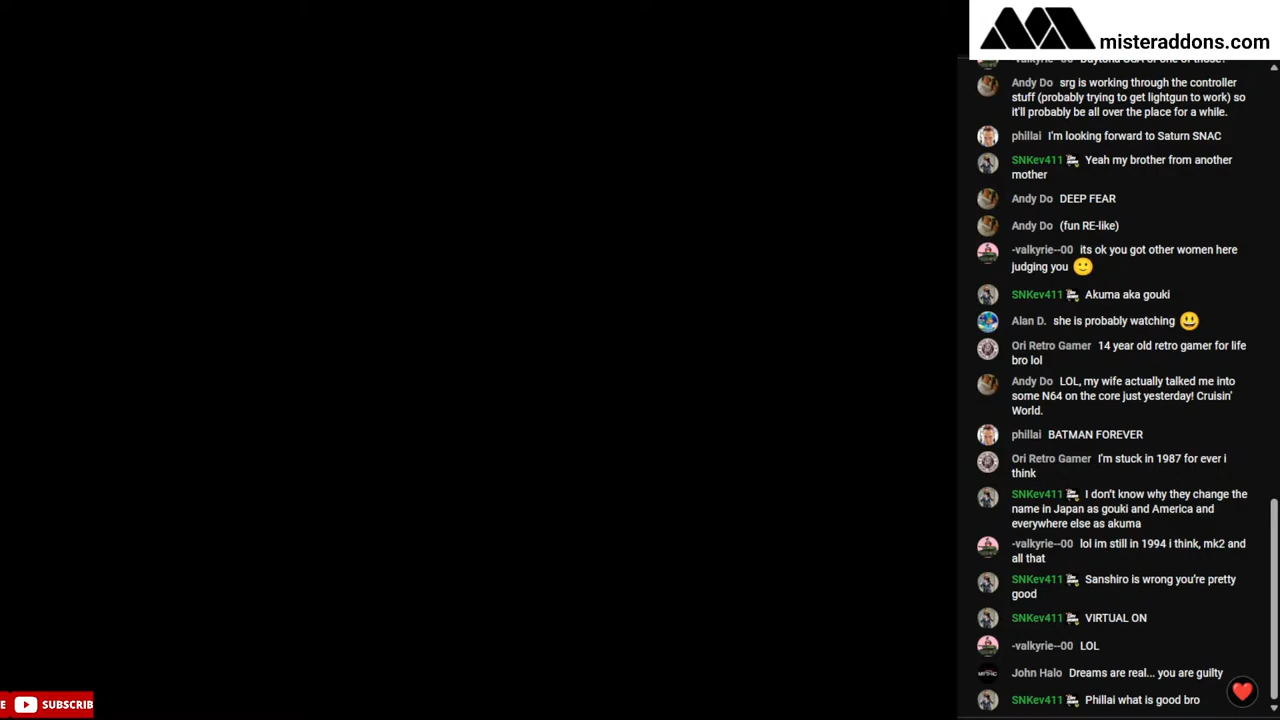 misteraddons.com
-valkyrie--00 Daytona USA or one of those?
Andy Do srg is working through the controller
stuff (probably trying to get lightgun to work) so
it'll probably be all over the place for a while.
phillai I'm looking forward to Saturn SNAC
SNKev411 Yeah my brother from another
mother
Andy Do DEEP FEAR
Andy Do (fun RE-like)
-valkyrie--00 its ok you got other women here
judging you
SNKev411 Akuma aka gouki
Alan D. she is probably watching
Ori Retro Gamer 14 year old retro gamer for life
bro lol
Andy Do LOL, my wife actually talked me into
some N64 on the core just yesterday! Cruisin'
World.
phillai BATMAN FOREVER
Ori Retro Gamer I'm stuck in 1987 for ever i
think
SNKev411 I don't know why they change the
name in Japan as gouki and America and
everywhere else as akuma
-valkyrie--00 lol im still in 1994 i think, mk2 and
all that
SNKev411 Sanshiro is wrong you're pretty
good
SNKev411 VIRTUAL ON
-valkyrie--00 LOL
John Halo Dreams are real... you are guilty
SNKev411 Phillai what is good bro
E SUBSCRIB